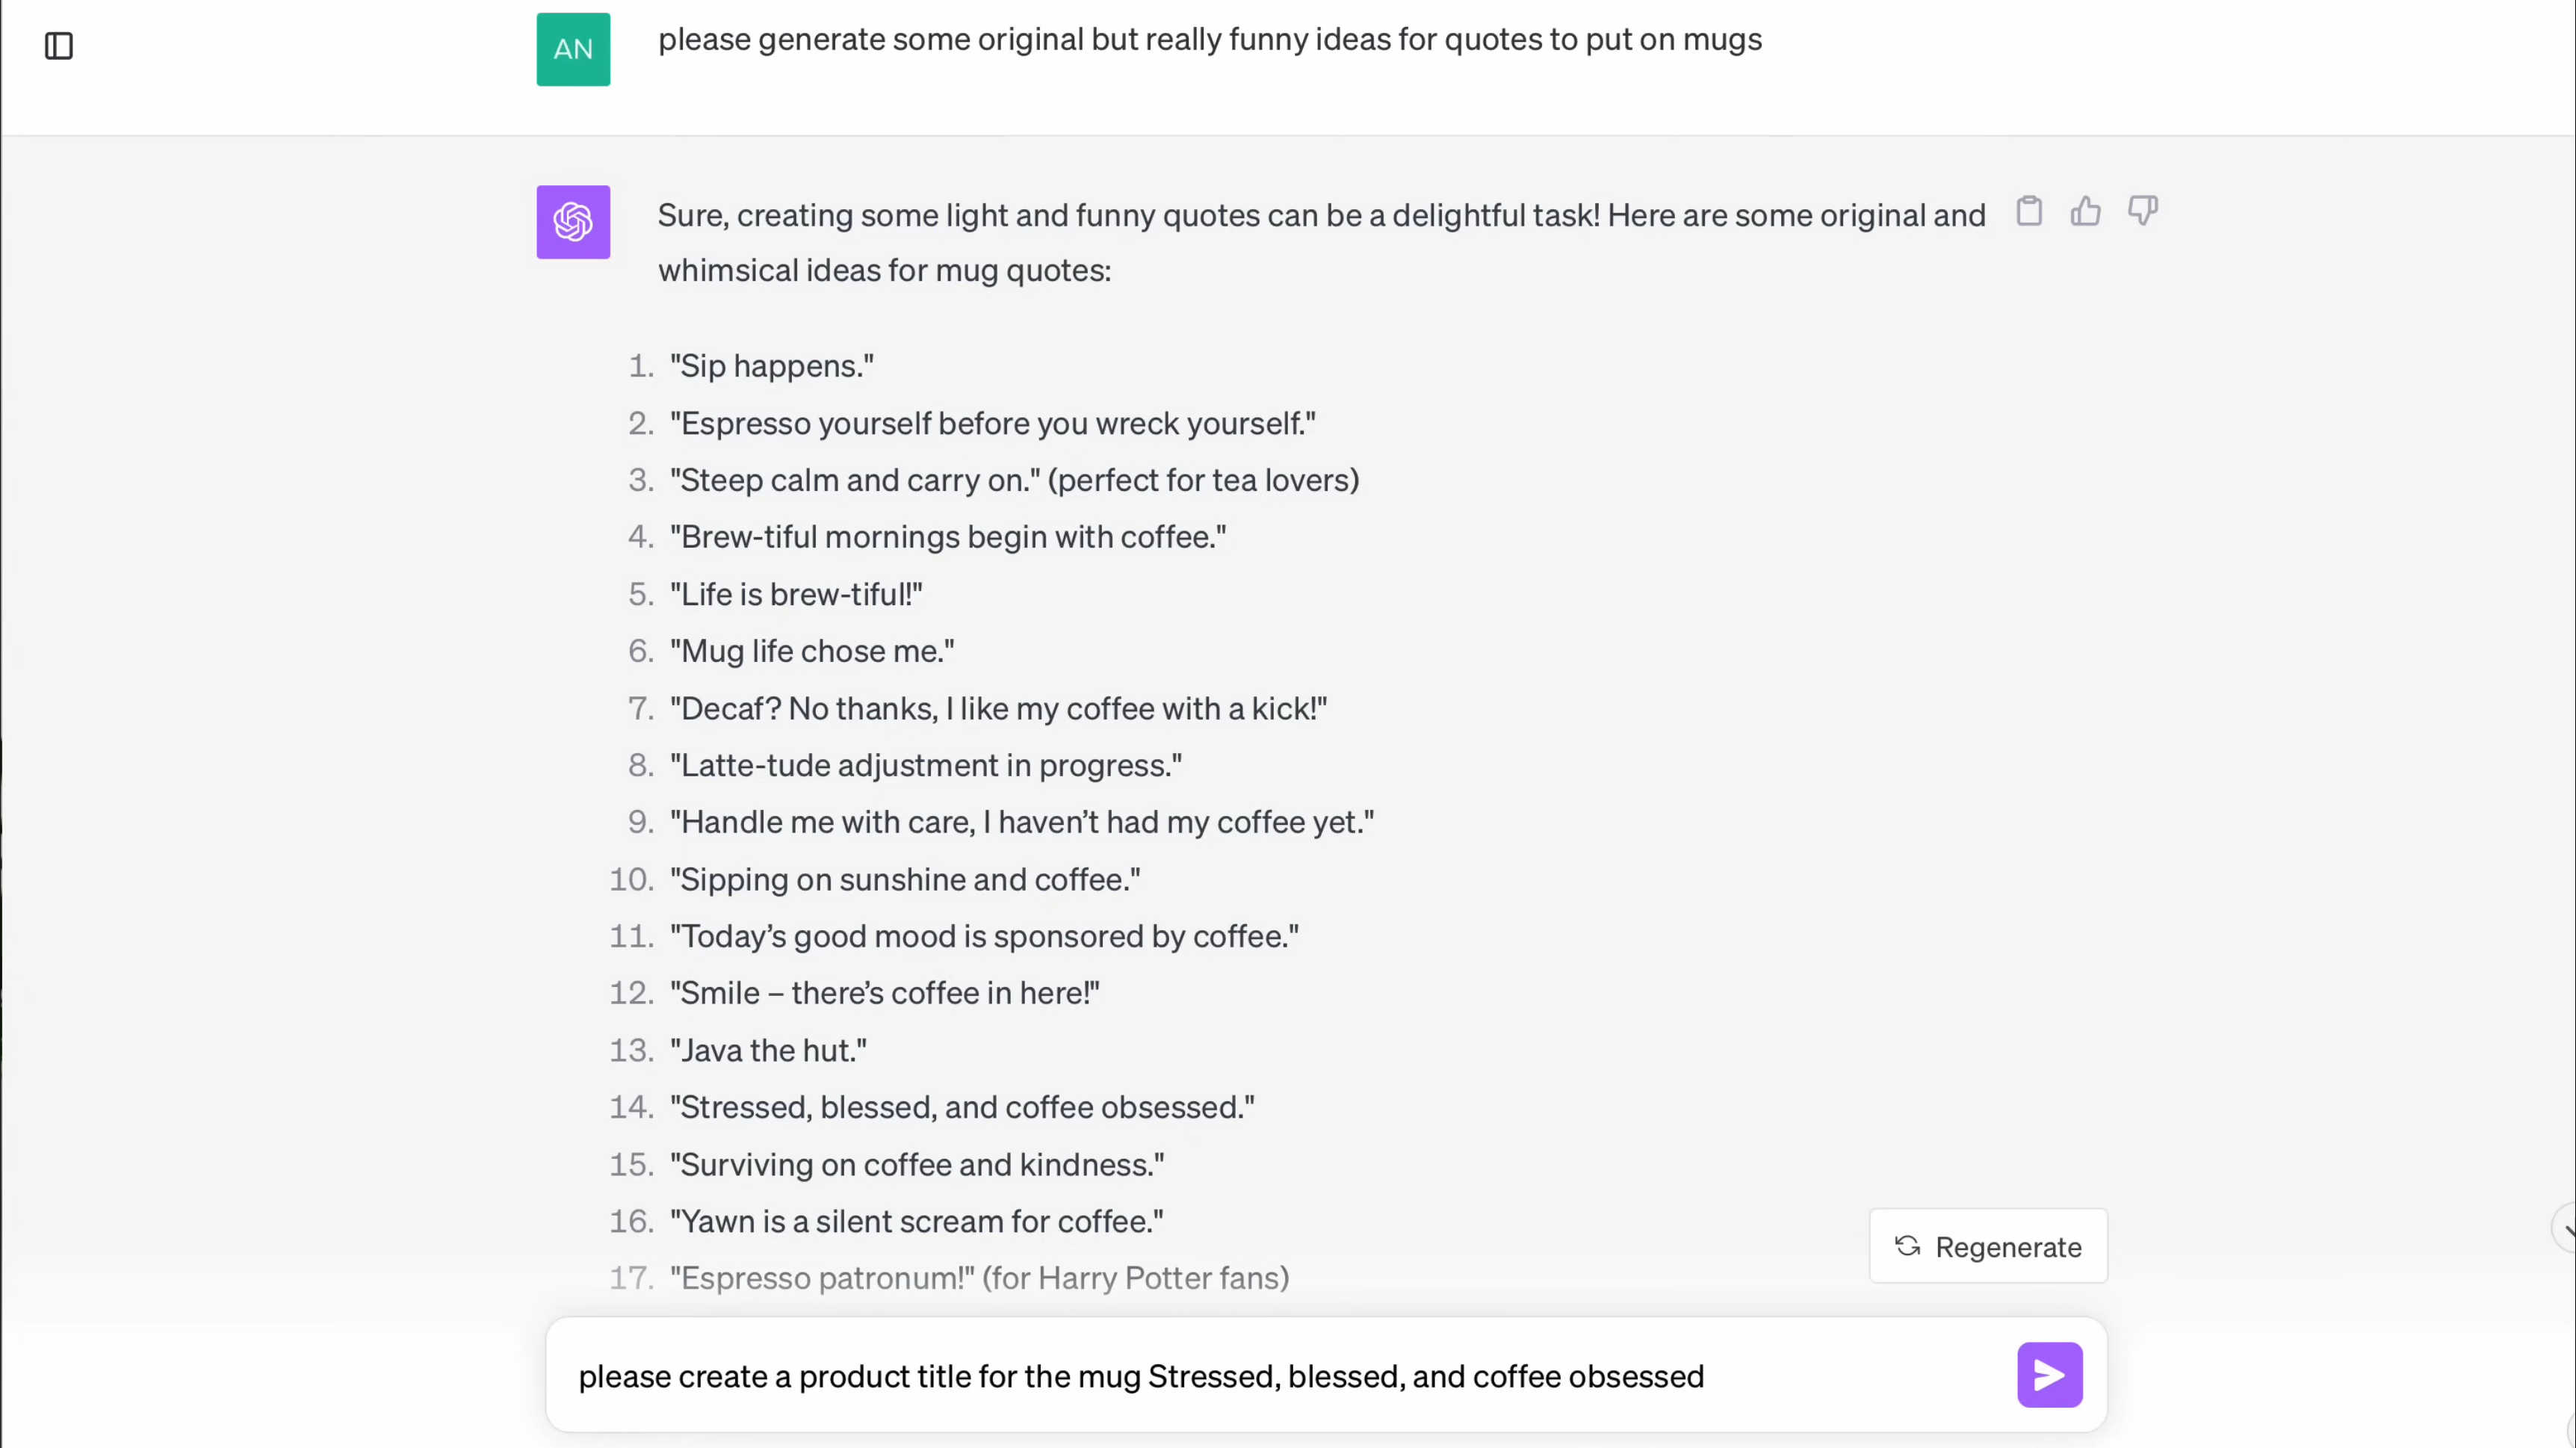 AN
please generate some original but really funny ideas for quotes to put on mugs
Sure, creating some light and funny quotes can be a delightful task! Here are some original and
whimsical ideas for mug quotes:
1. "Sip happens."
2. "Espresso yourself before you wreck yourself."
3. "Steep calm and carry on." (perfect for tea lovers)
4. "Brew-tiful mornings begin with coffee."
5. "Life is brew-tiful!"
6. "Mug life chose me."
7. "Decaf? No thanks, I like my coffee with a kick!"
8. "Latte-tude adjustment in progress."
9. "Handle me with care, I haven’t had my coffee yet."
10. "Sipping on sunshine and coffee."
11. "Today’s good mood is sponsored by coffee."
12. "Smile – there’s coffee in here!"
13. "Java the hut."
14. "Stressed, blessed, and coffee obsessed."
15. "Surviving on coffee and kindness."
16. "Yawn is a silent scream for coffee."
Regenerate
17. "Espresso patronum!" (for Harry Potter fans)
please create a product title for the mug Stressed, blessed, and coffee obsessed